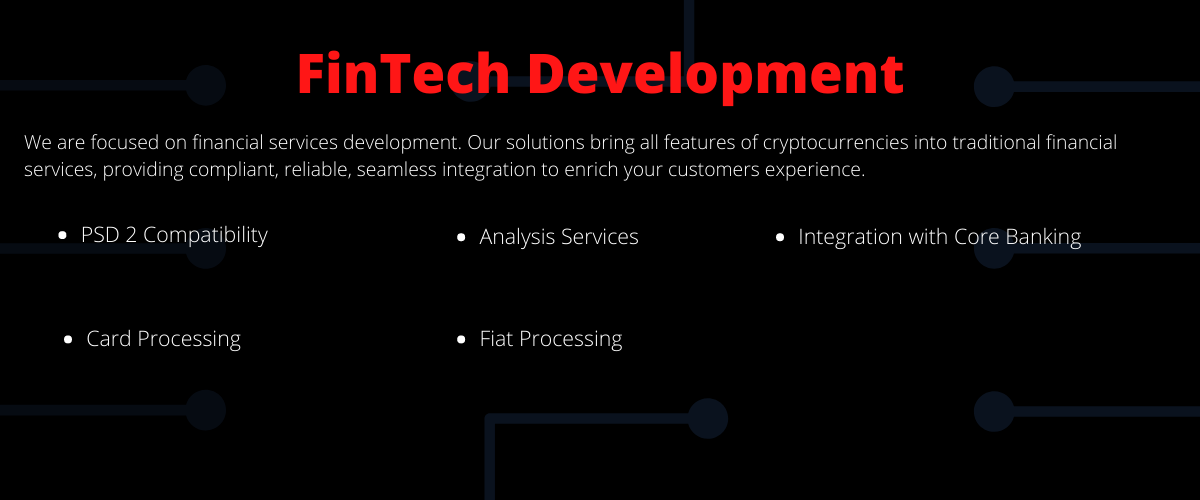 FinTech Development
We are focused on financial services development. Our solutions bring all features of cryptocurrencies into traditional financial
services, providing compliant, reliable, seamless integration to enrich your customers experience.
• PSD 2 Compatibility
• Analysis Services
• Integration with Core Banking
• Card Processing
• Fiat Processing